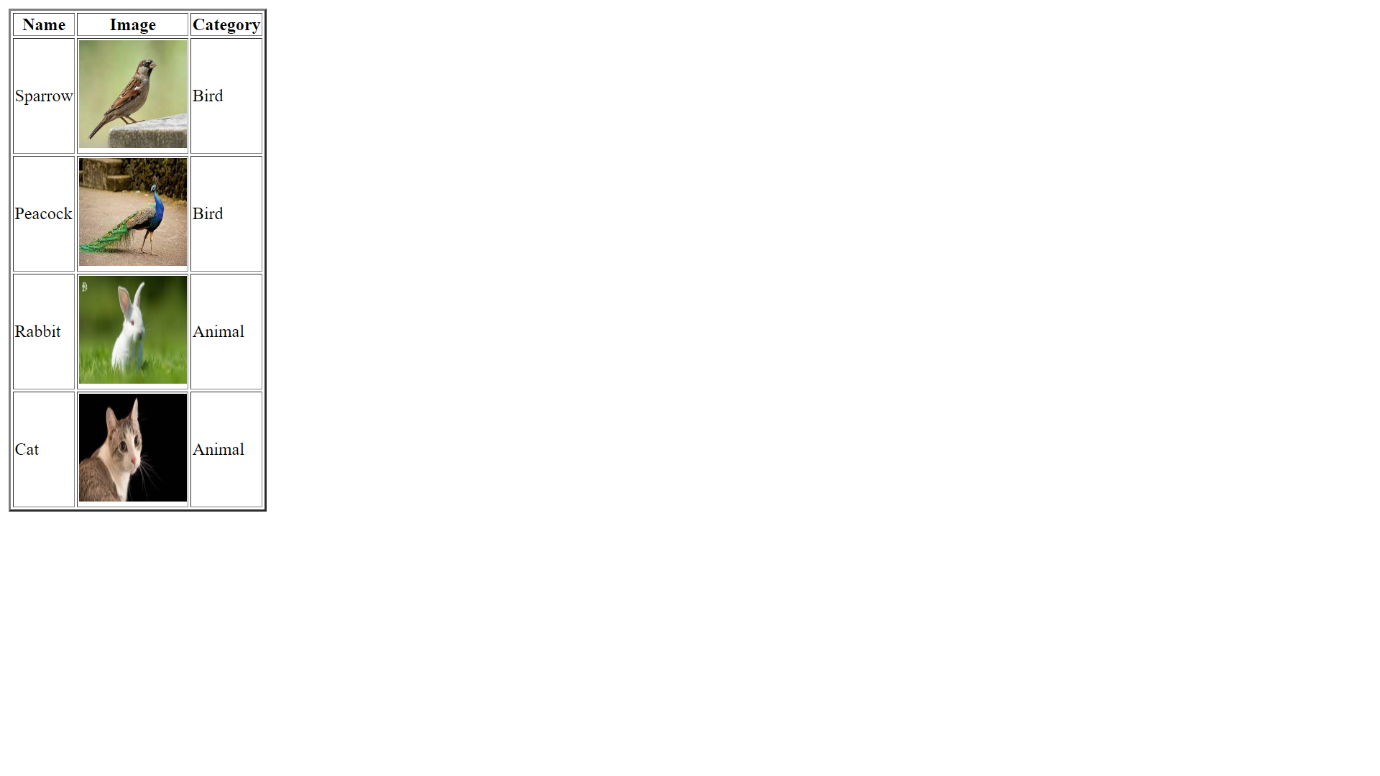 Name Image Category
Sparrow Bird
Peacock Bird
Rabbit Animal
Cat Animal